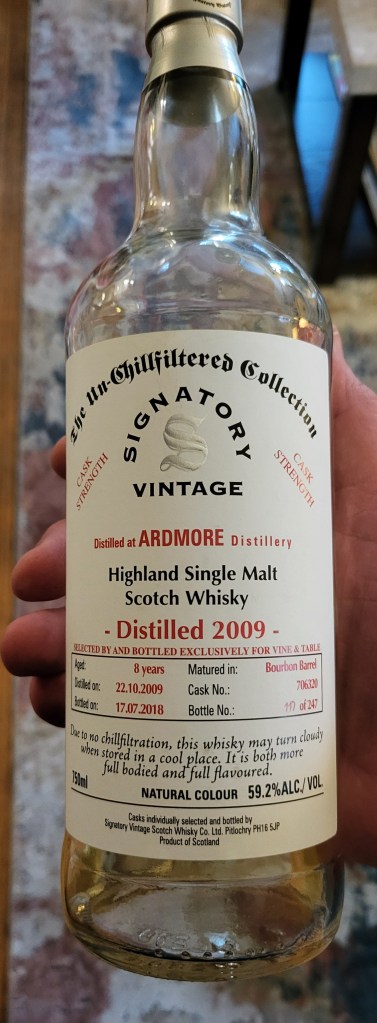 The Un-Chillfiltered Collection
SIGNATORY
S
VINTAGE
CASK STRENGTH
CASK STRENGTH
Distilled at ARDMORE Distillery
Highland Single Malt
Scotch Whisky
- Distilled 2009 -
SELECTED BY AND BOTTLED EXCLUSIVELY FOR VINE & TABLE
Aged: 8 years Matured in: Bourbon Barrel
Distilled on: 22.10.2009 Cask No.: 706320
Bottled on: 17.07.2018 Bottle No.: of 247
Due to no chillfiltration, this whisky may turn cloudy
when stored in a cool place. It is both more
full bodied and full flavoured.
750ml
NATURAL COLOUR 59.2%ALC./VOL.
Casks individually selected and bottled by
Signatory Vintage Scotch Whisky Co. Ltd. Pitlochry PH16 5JP
Product of Scotland